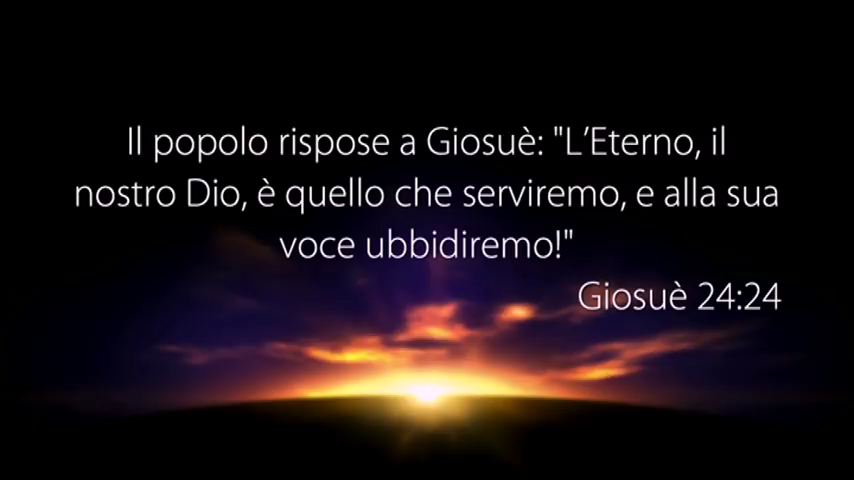 Il popolo rispose a Giosuè: "L’Eterno, il
nostro Dio, è quello che serviremo, e alla sua
voce ubbidiremo!"
Giosuè 24:24